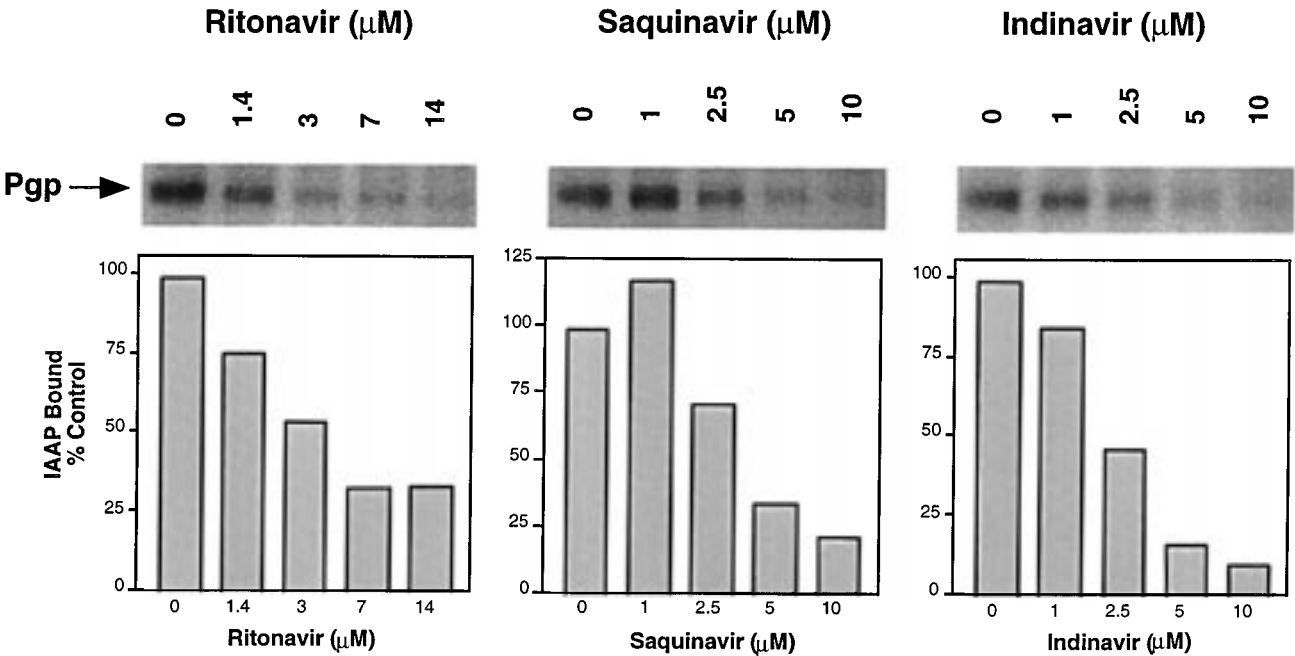 Ritonavir (μM) Saquinavir (μM) Indinavir (μM)
0 1.4 3 7 14 0 1 2.5 5 10 0 1 2.5 5 10
Pgp
100
75
50
25
0
IAAP Bound
% Control
0 1.4 3 7 14
Ritonavir (μM)
125
100
75
50
25
0
0 1 2.5 5 10
Saquinavir (μM)
100
75
50
25
0
0 1 2.5 5 10
Indinavir (μM)